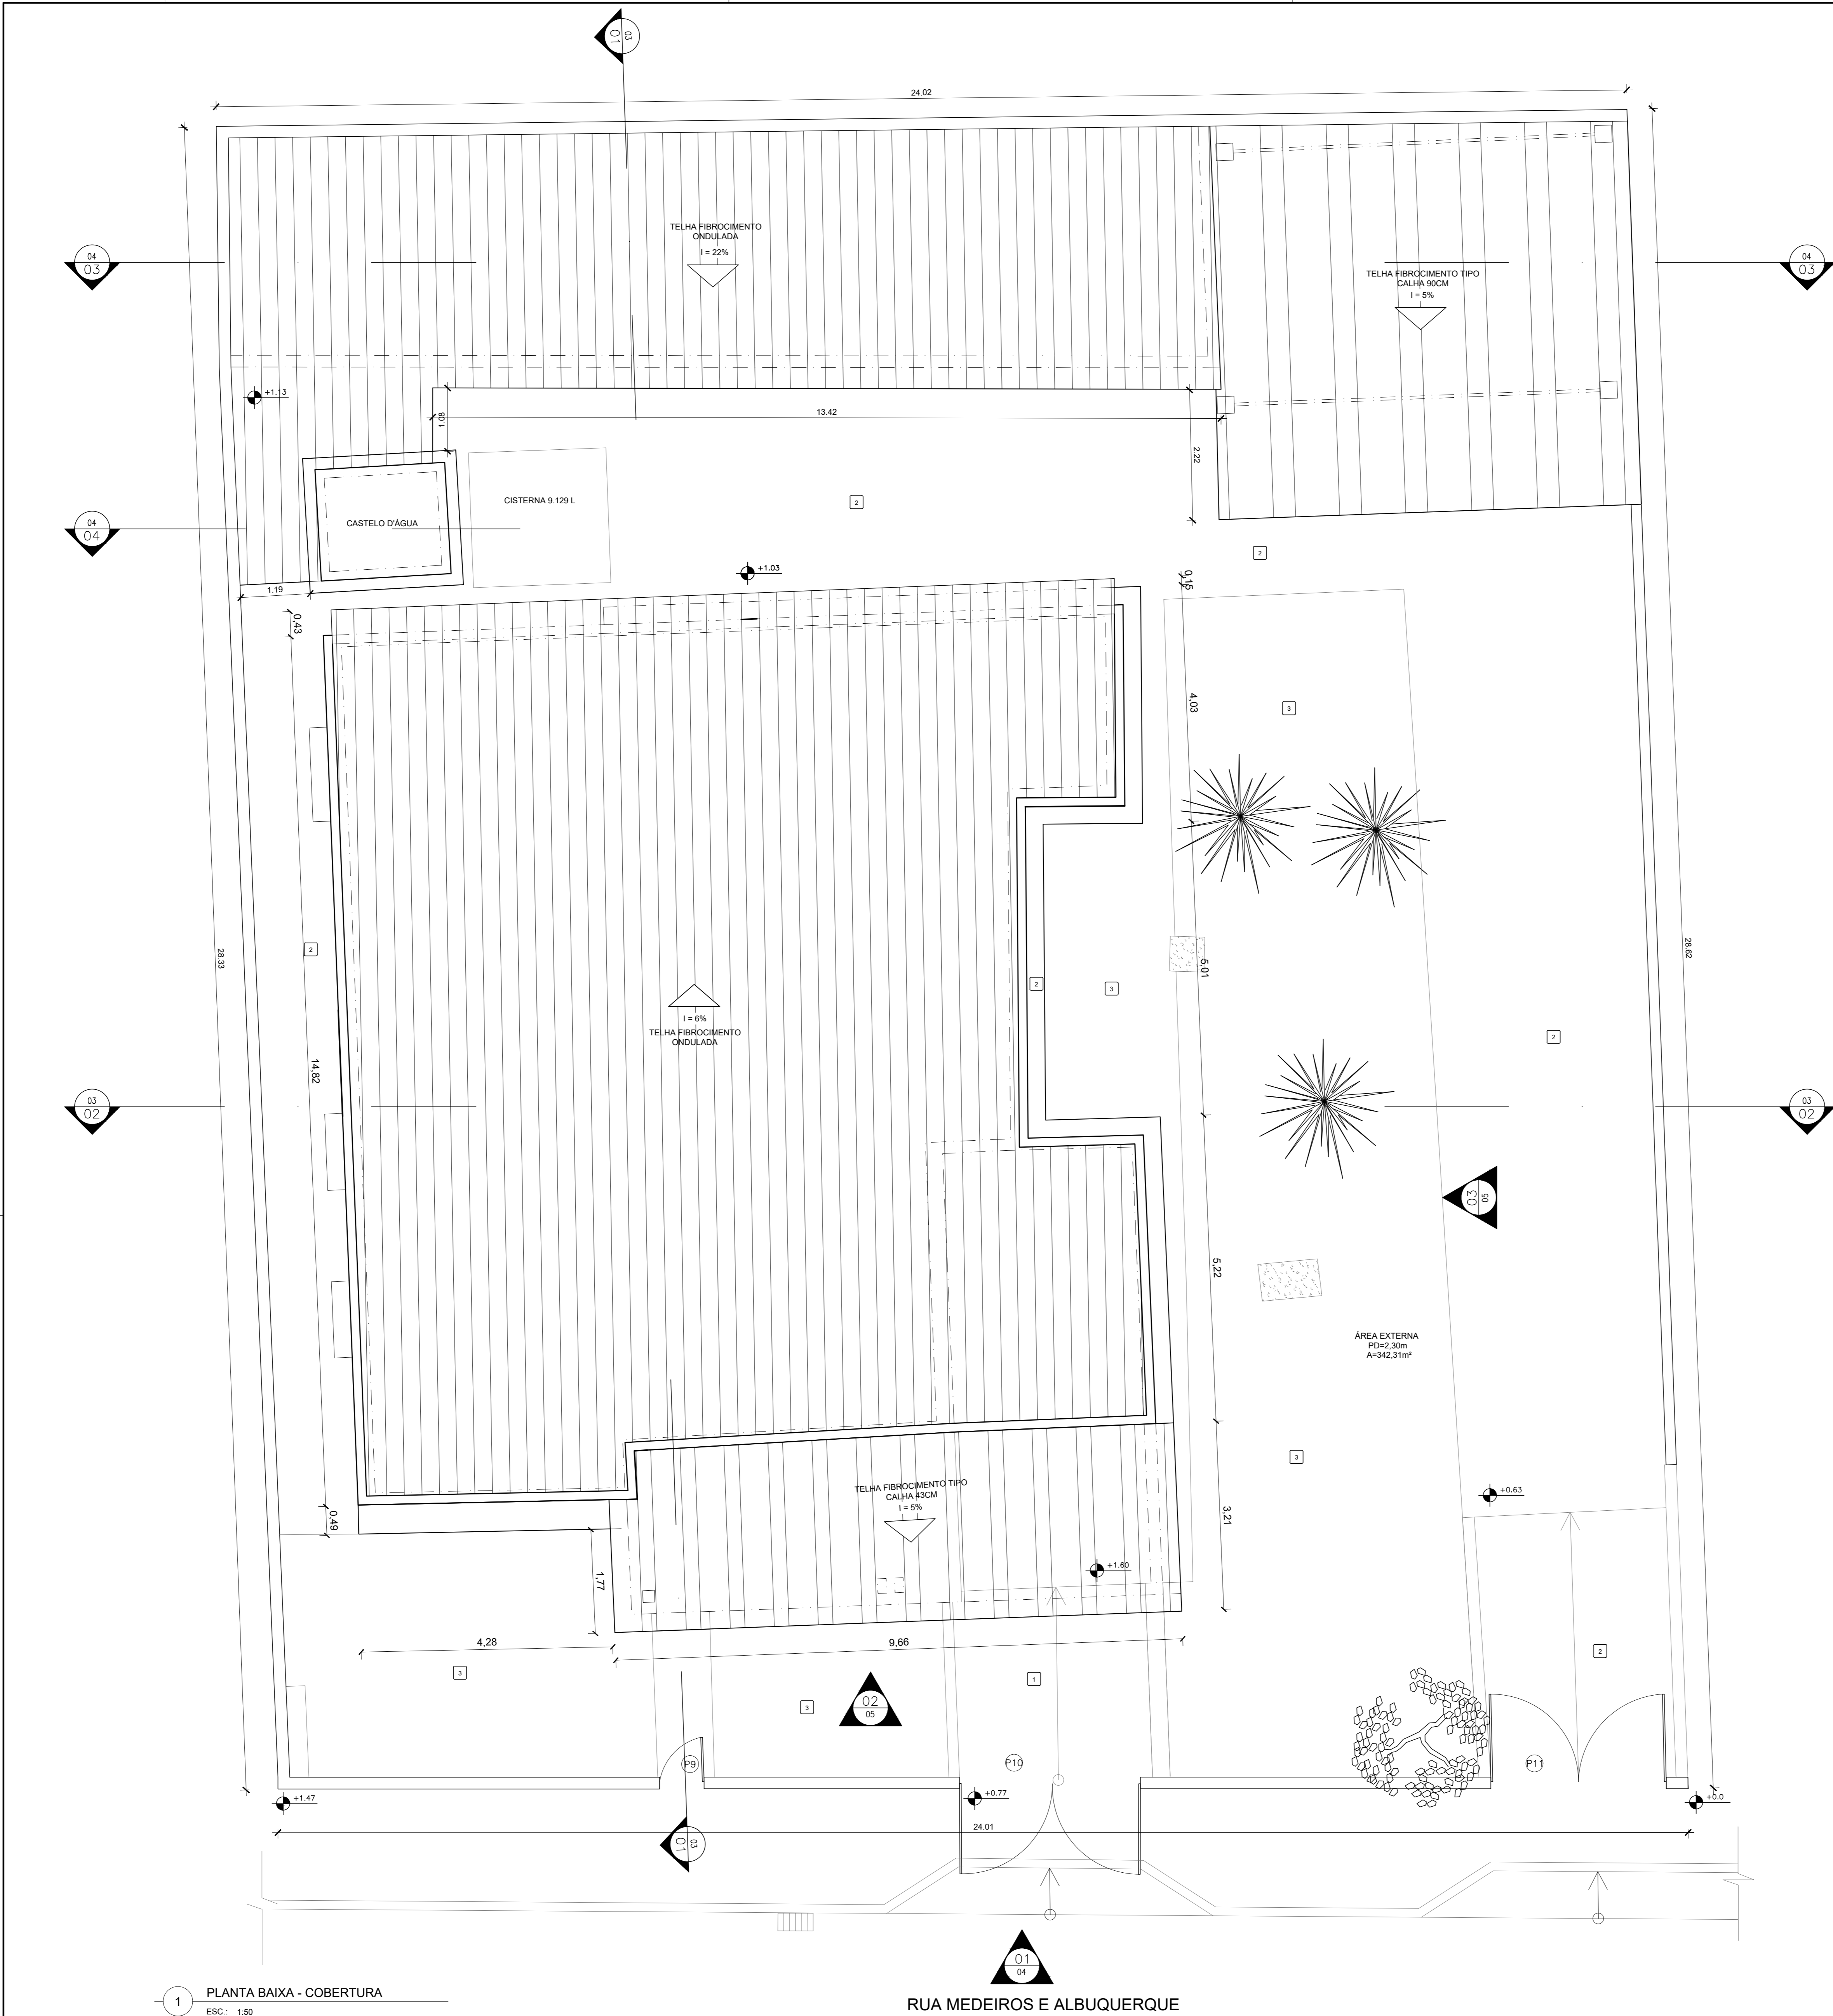 03
01
24.02
TELHA FIBROCIMENTO
ONDULADA
I = 22%
04
03
TELHA FIBROCIMENTO TIPO
CALHA 90CM
I = 5%
04
03
+1.13
1.08
13.42
2.22
CISTERNA 9.129 L
2
CASTELO D'ÁGUA
04
04
2
+1.03
0,15
1.19
0,43
4,03
3
28.33
2
5,01
28.62
2
3
I = 6%
TELHA FIBROCIMENTO
ONDULADA
2
14,82
03
02
03
02
03
05
5,22
ÁREA EXTERNA
PD=2,30m
A=342,31m²
3
TELHA FIBROCIMENTO TIPO
CALHA 43CM
I = 5%
+0.63
0,49
3,21
+1.60
1,77
4,28
9,66
3
3
02
05
1
2
P9
P10
P11
+1.47
+0.77
+0.0
24.01
03
01
01
04
1
PLANTA BAIXA - COBERTURA
ESC.: 1:50
RUA MEDEIROS E ALBUQUERQUE